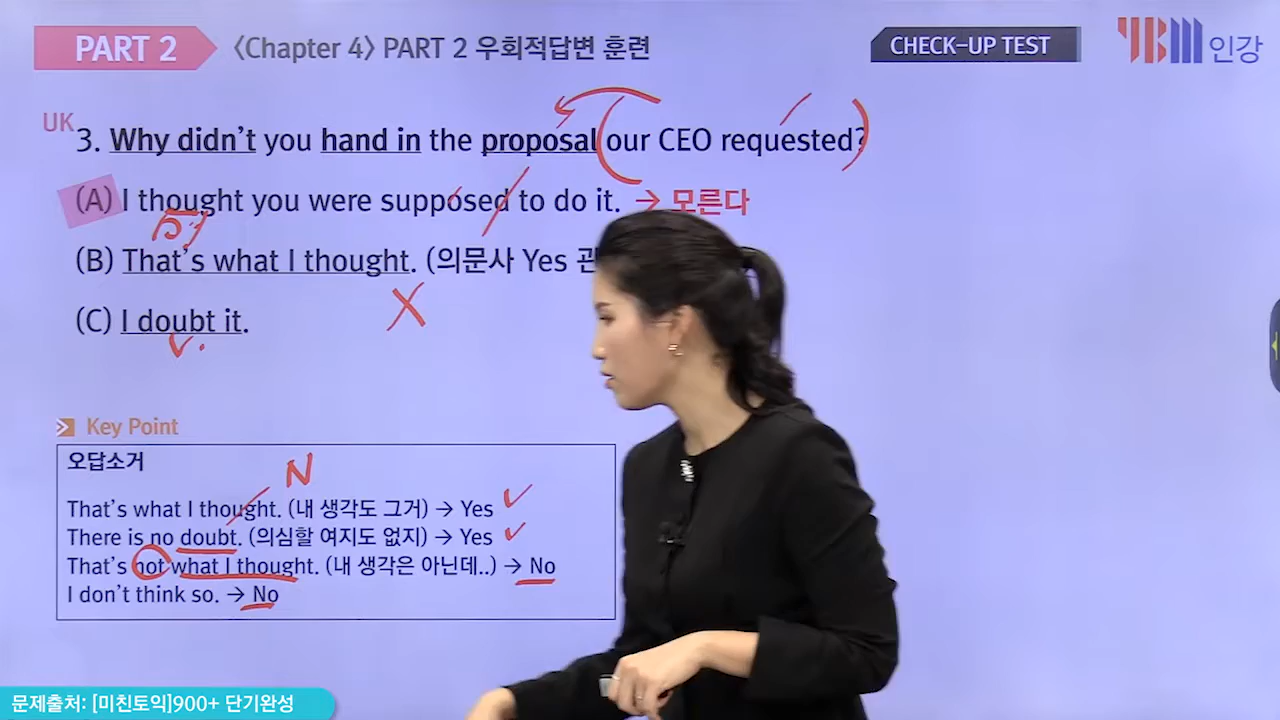 PART 2 〈Chapter 4〉 PART 2 우회적답변 훈련 CHECK-UP TEST YBM 인강
UK 3. Why didn't you hand in the proposal our CEO requested?
(A) I thought you were supposed to do it. → 모른다
(B) That's what I thought. (의문사 Yes
(C) I doubt it.
Key Point
오답소거
N
That's what I thought. (내 생각도 그거) → Yes
There is no doubt. (의심할 여지도 없지) → Yes
That's not what I thought. (내 생각은 아닌데..) → No
I don't think so. → No
문제출처: [미친토익]900+ 단기완성